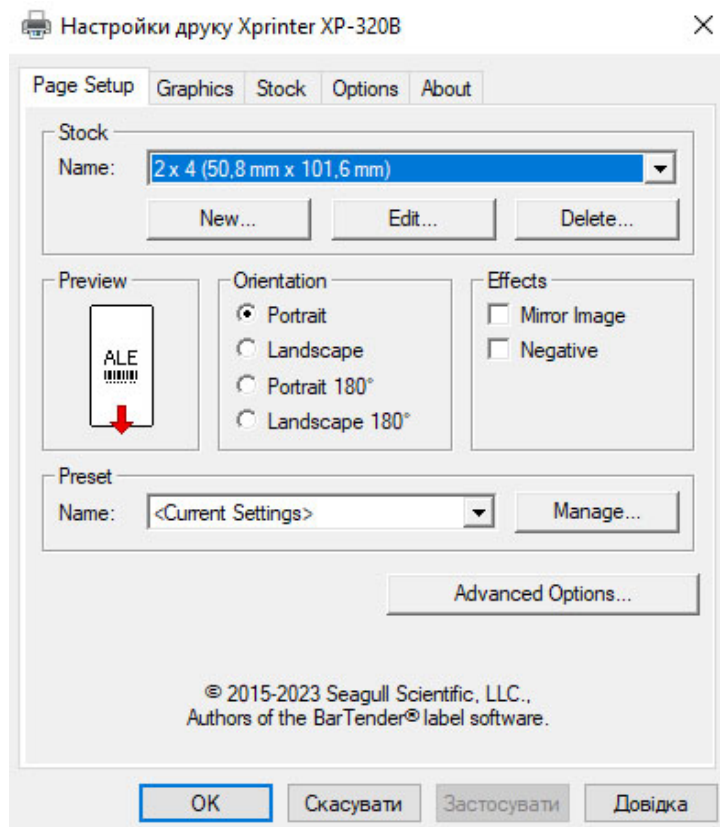 Настройки друку Xprinter XP-320B
Page Setup Graphics Stock Options About
Stock
Name: 2 x 4 (50,8 mm x 101,6 mm)
New... Edit... Delete...
Preview Orientation Effects
ALE
Portrait
Landscape
Portrait 180°
Landscape 180°
Mirror Image
Negative
Preset
Name: <Current Settings> Manage...
Advanced Options...
© 2015-2023 Seagull Scientific, LLC.,
Authors of the BarTender® label software.
OK Скасувати Застосувати Довідка